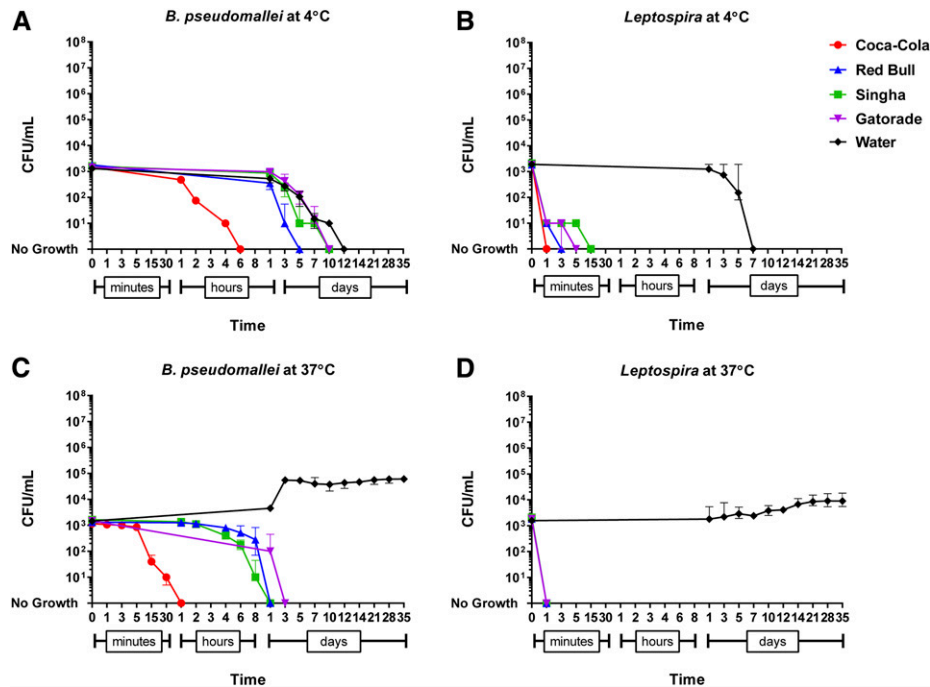 A
B. pseudomallei at 4°C
CFU/mL
10⁸
10⁷
10⁶
10⁵
10⁴
10³
10²
10¹
No Growth
0 1 3 5 15 30 1 2 4 6 8 1 3 5 7 10 12 14 21 28 35
minutes hours days
Time
B
Leptospira at 4°C
CFU/mL
10⁸
10⁷
10⁶
10⁵
10⁴
10³
10²
10¹
No Growth
0 1 3 5 15 30 1 2 4 6 8 1 3 5 7 10 12 14 21 28 35
minutes hours days
Time
Coca-Cola
Red Bull
Singha
Gatorade
Water
C
B. pseudomallei at 37°C
CFU/mL
10⁸
10⁷
10⁶
10⁵
10⁴
10³
10²
10¹
No Growth
0 1 3 5 15 30 1 2 4 6 8 1 3 5 7 10 12 14 21 28 35
minutes hours days
Time
D
Leptospira at 37°C
CFU/mL
10⁸
10⁷
10⁶
10⁵
10⁴
10³
10²
10¹
No Growth
0 1 3 5 15 30 1 2 4 6 8 1 3 5 7 10 12 14 21 28 35
minutes hours days
Time